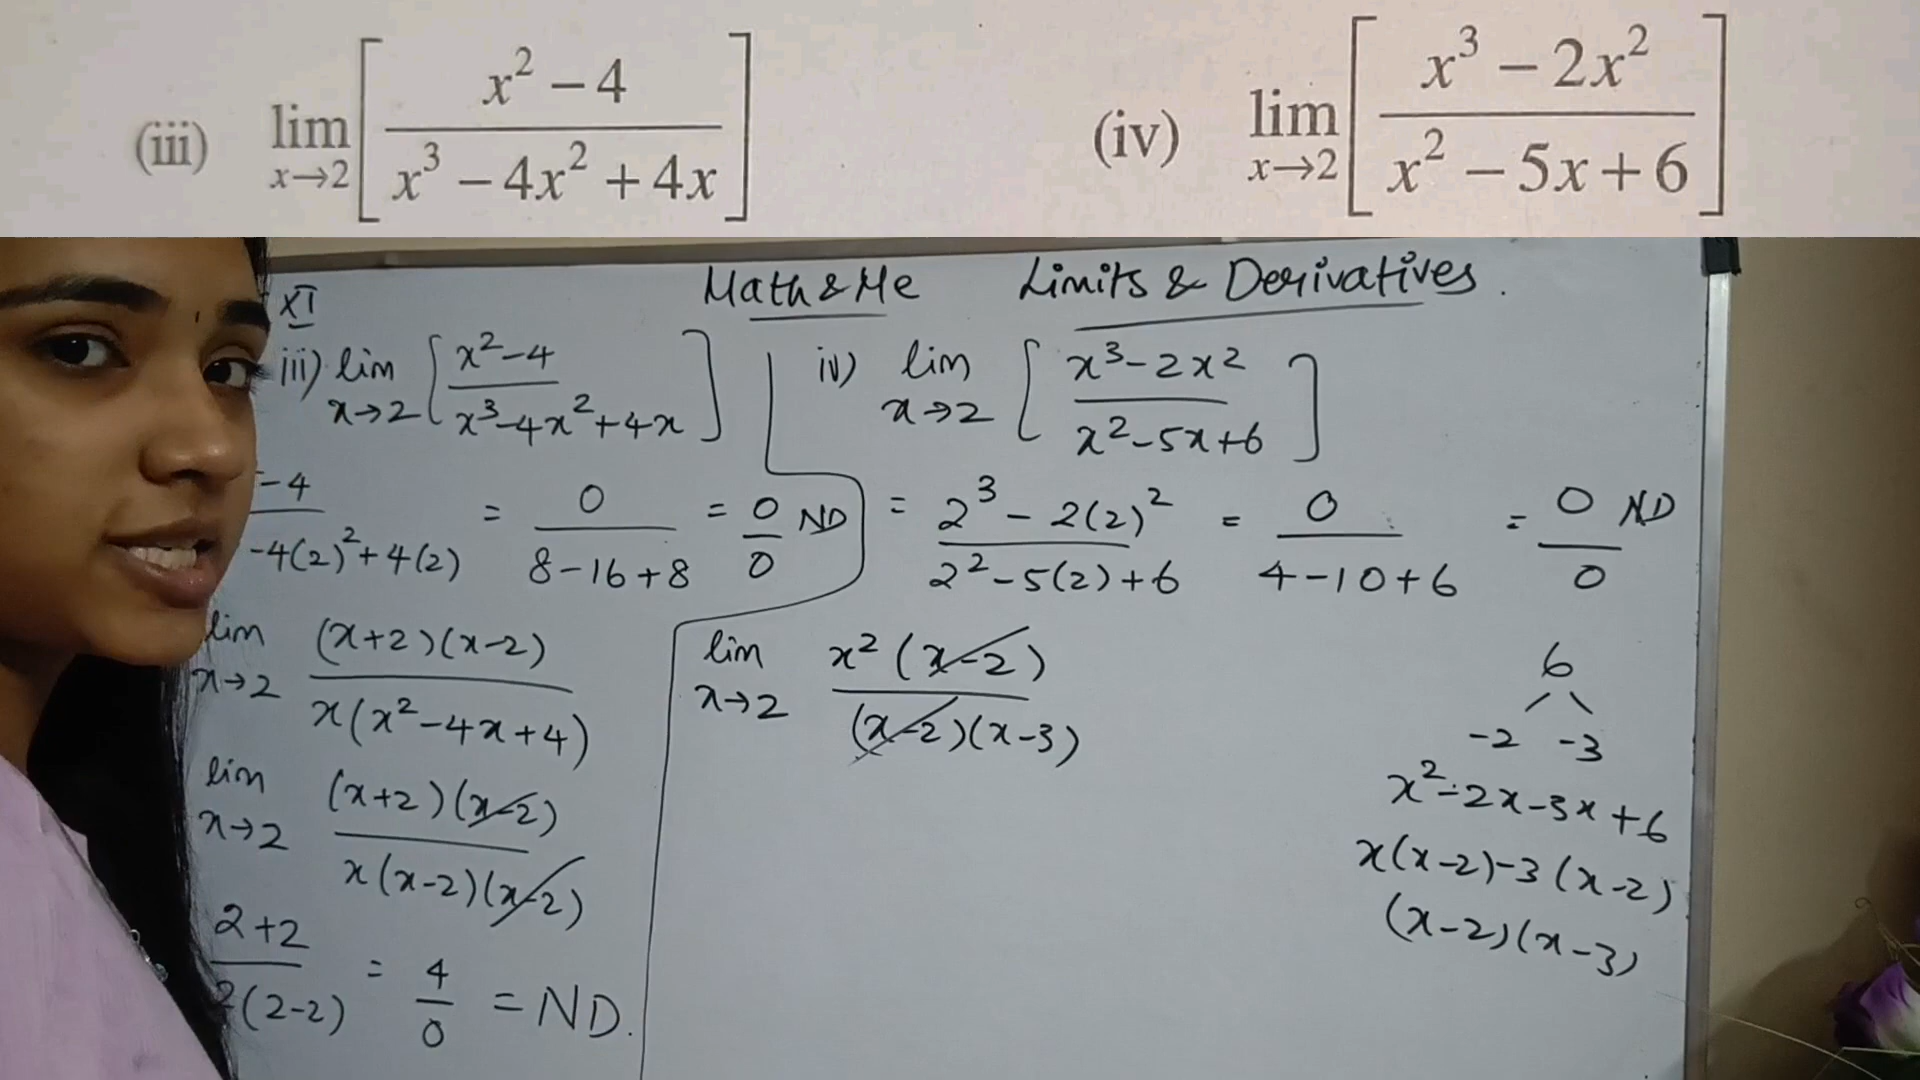 (iii) lim x→2 [ x² – 4 / x³ – 4x² + 4x ]
(iv) lim x→2 [ x³ – 2x² / x² – 5x + 6 ]
Math & Me Limits & Derivatives.
XI
iii) lim x→2 [ x²-4 / x³-4x²+4x ]
-4 / -4(2)²+4(2) = 0 / 8-16+8 = 0/0 ND
lim x→2 (x+2)(x-2) / x(x²-4x+4)
lim x→2 (x+2)(x-2) / x(x-2)(x-2)
2+2 / 2(2-2) = 4/0 = ND.
iv) lim x→2 [ x³-2x² / x²-5x+6 ]
= 2³-2(2)² / 2²-5(2)+6 = 0 / 4-10+6 = 0/0 ND
lim x→2 x²(x-2) / (x-2)(x-3)
6
-2 -3
x²-2x-3x+6
x(x-2)-3(x-2)
(x-2)(x-3)